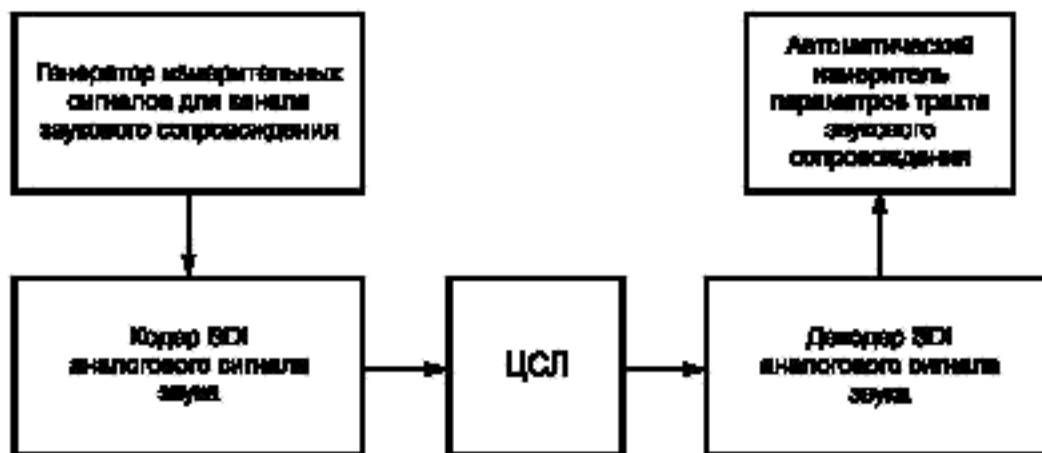 Генератор измерительных
сигналов для канала
звукового сопровождения
Автоматический
измеритель
параметров тракта
звукового
сопровождения
Кодер SDI
аналогового сигнала
звука
ЦСЛ
Декодер SDI
аналогового сигнала
звука